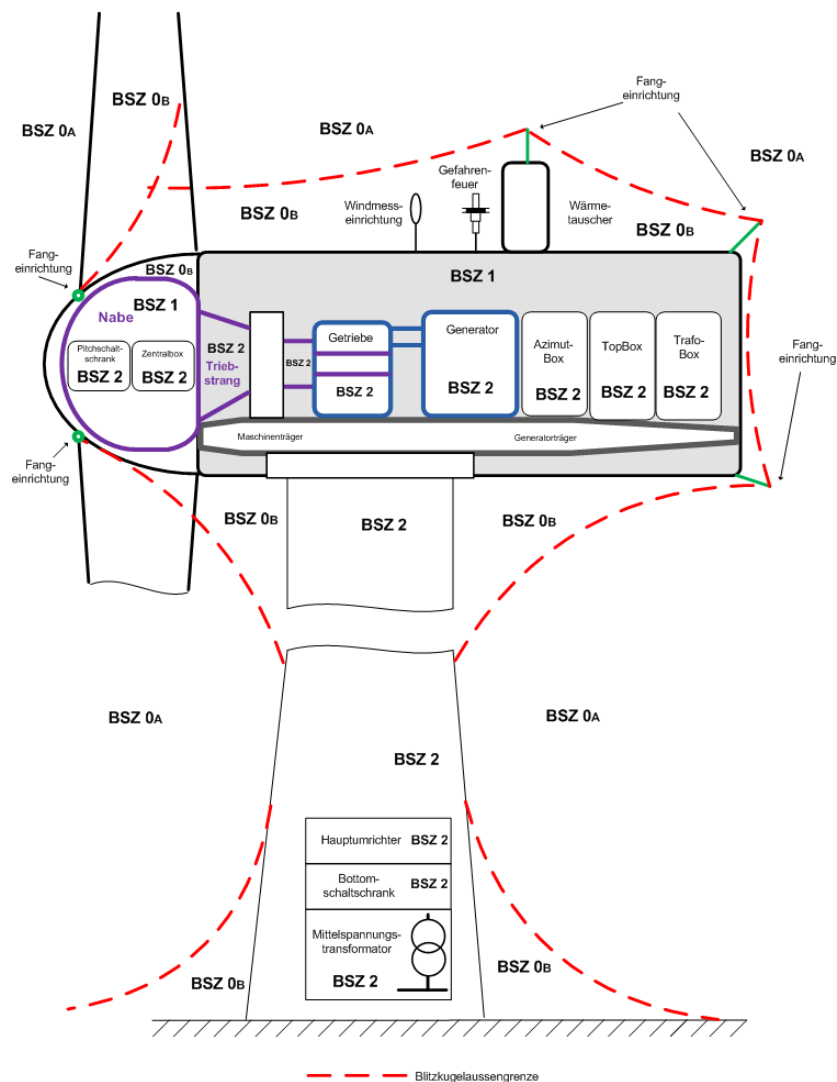 Fang-
einrichtung
BSZ 0B
BSZ 0A
BSZ 0A
BSZ 0A
Gefahren-
feuer
Windmess-
einrichtung
Wärme-
tauscher
BSZ 0B
BSZ 0B
Fang-
einrichtung
BSZ 0B
BSZ 1
BSZ 1
Nabe
Pitchschalt-
schrank
BSZ 2
Zentralbox
BSZ 2
BSZ 2
Trieb-
strang
BSZ 2
Getriebe
BSZ 2
Generator
BSZ 2
Azimut-
Box
BSZ 2
TopBox
BSZ 2
Trafo-
Box
BSZ 2
Fang-
einrichtung
Maschinenträger
Generatorträger
Fang-
einrichtung
BSZ 0B
BSZ 2
BSZ 0B
BSZ 0A
BSZ 0A
BSZ 2
Hauptumrichter BSZ 2
Bottom-
schaltschrank BSZ 2
Mittelspannungs-
transformator
BSZ 2
BSZ 0B
BSZ 0B
Blitzkugelaussengrenze